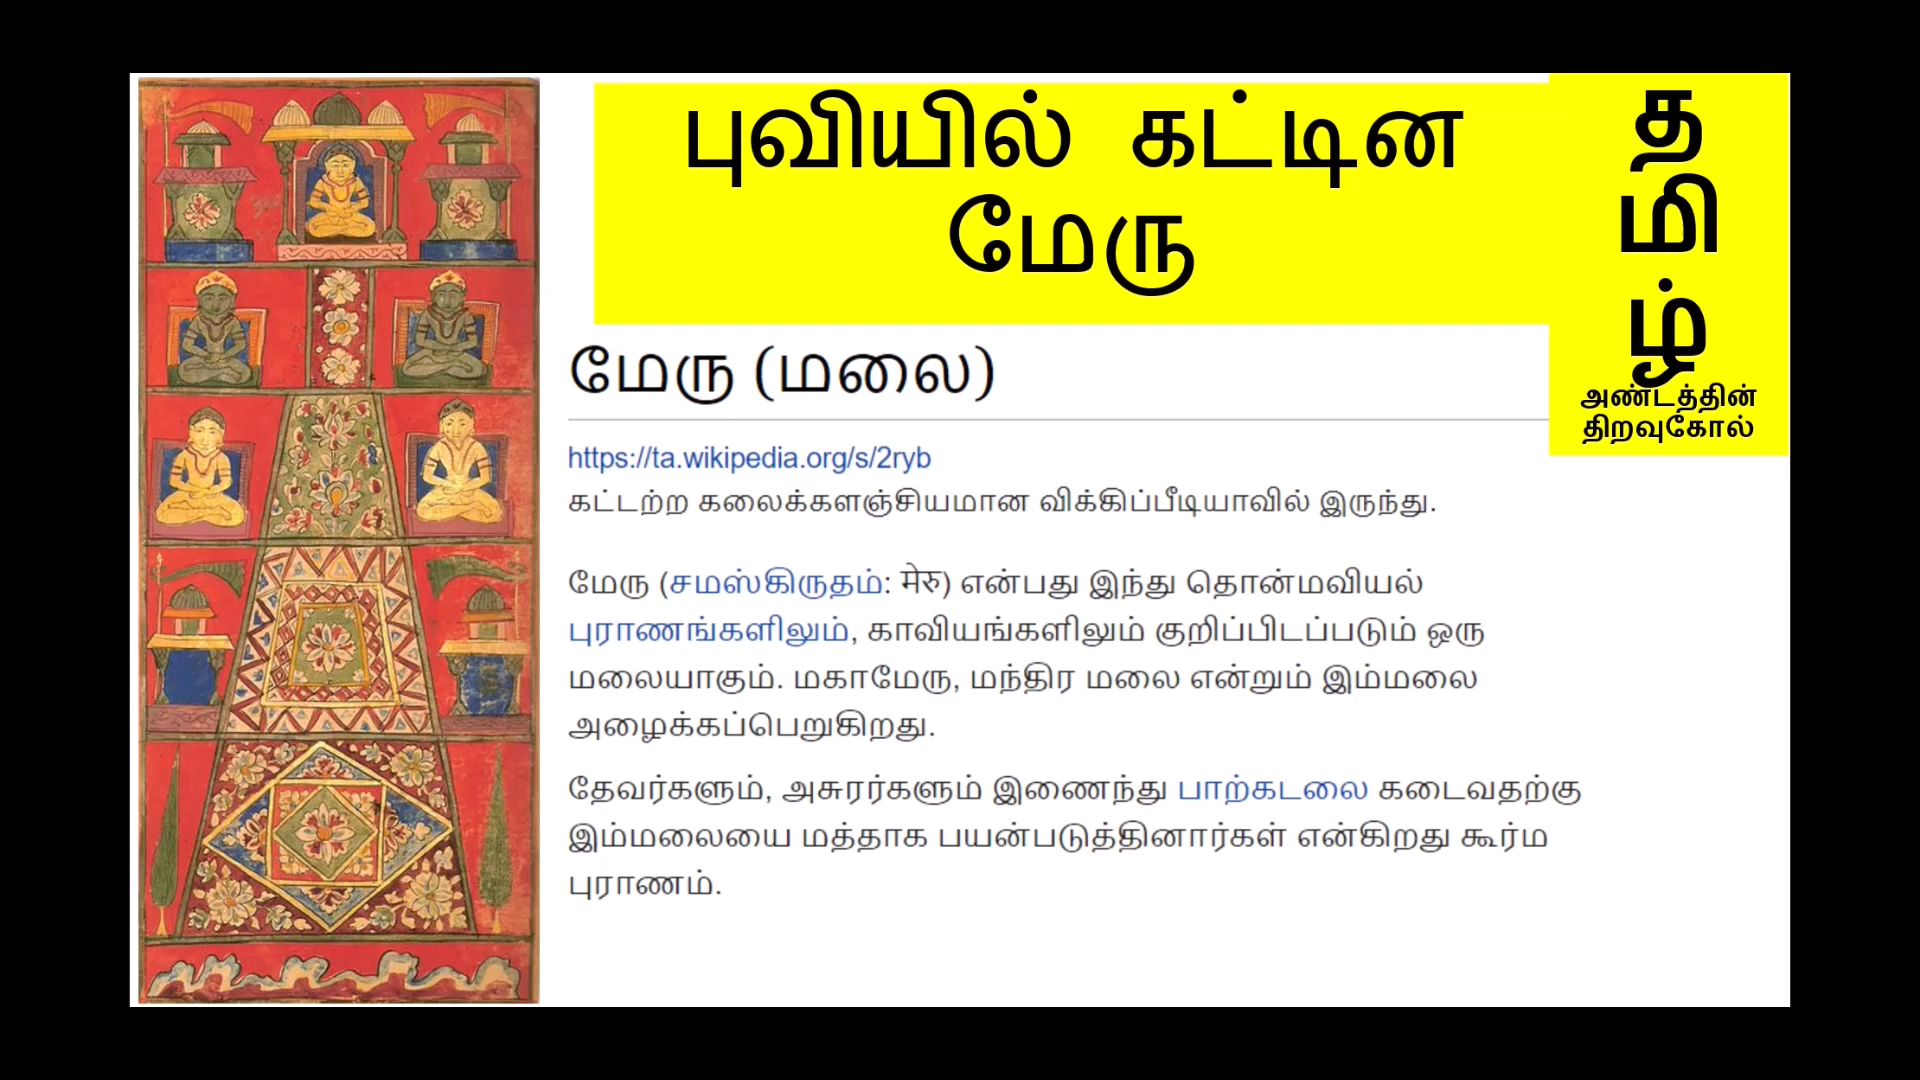 புவியில் கட்டின
மேரு
த
மி
ழ்
அண்டத்தின்
திறவுகோல்
மேரு (மலை)
https://ta.wikipedia.org/s/2ryb
கட்டற்ற கலைக்களஞ்சியமான விக்கிப்பீடியாவில் இருந்து.
மேரு (சமஸ்கிருதம்: मेरु) என்பது இந்து தொன்மவியல்
புராணங்களிலும், காவியங்களிலும் குறிப்பிடப்படும் ஒரு
மலையாகும். மகாமேரு, மந்திர மலை என்றும் இம்மலை
அழைக்கப்பெறுகிறது.
தேவர்களும், அசுரர்களும் இணைந்து பாற்கடலை கடைவதற்கு
இம்மலையை மத்தாக பயன்படுத்தினார்கள் என்கிறது கூர்ம
புராணம்.